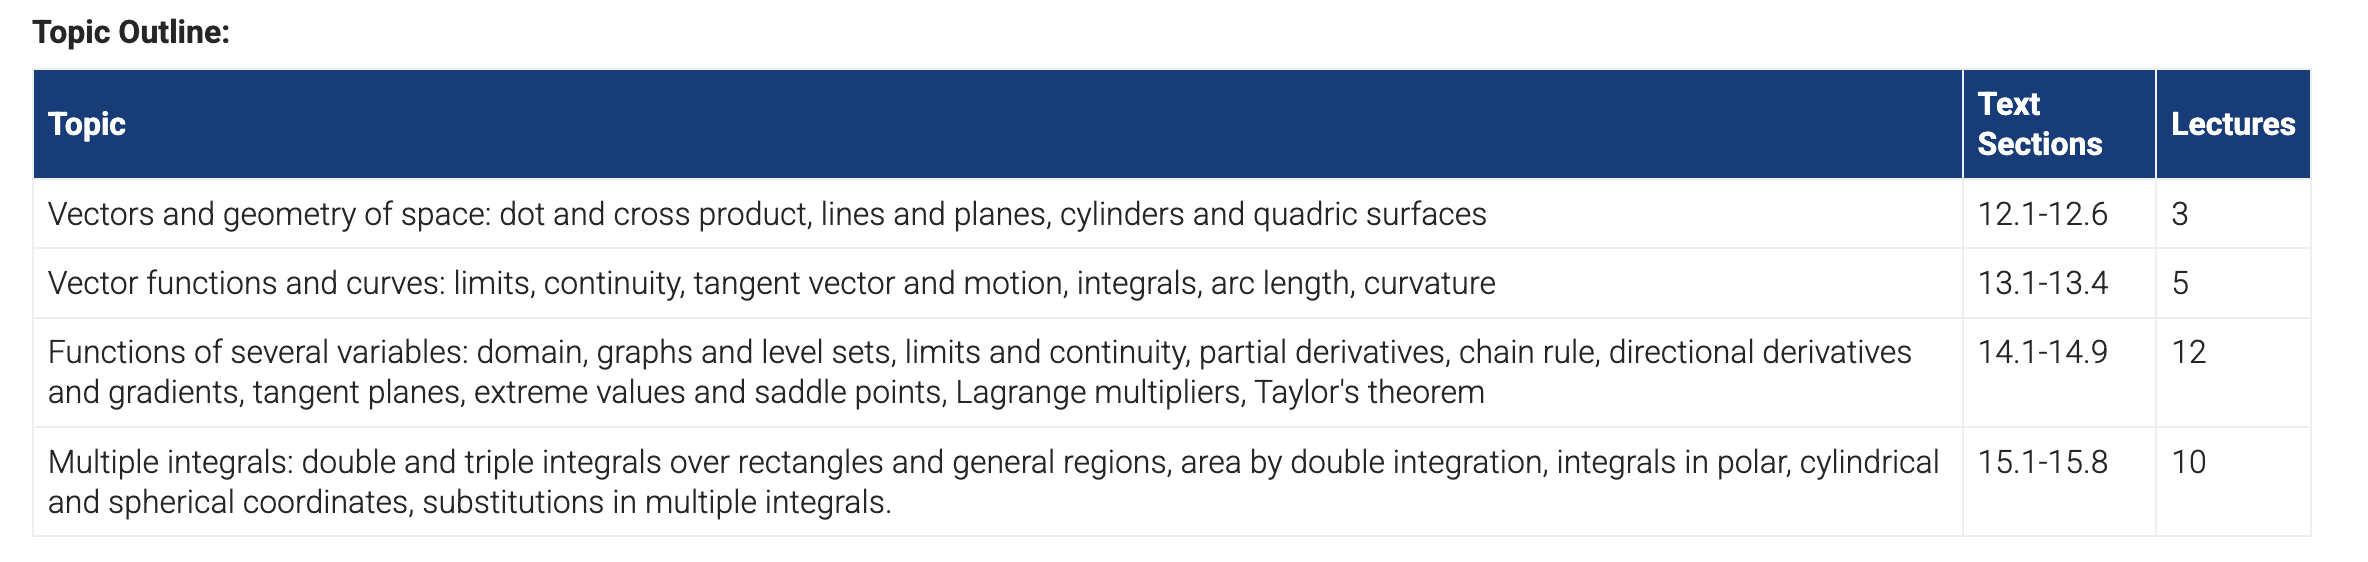 Topic Outline:
Topic
Text
Sections
Lectures
Vectors and geometry of space: dot and cross product, lines and planes, cylinders and quadric surfaces
12.1-12.6
3
Vector functions and curves: limits, continuity, tangent vector and motion, integrals, arc length, curvature
13.1-13.4
5
Functions of several variables: domain, graphs and level sets, limits and continuity, partial derivatives, chain rule, directional derivatives
and gradients, tangent planes, extreme values and saddle points, Lagrange multipliers, Taylor's theorem
14.1-14.9
12
Multiple integrals: double and triple integrals over rectangles and general regions, area by double integration, integrals in polar, cylindrical
and spherical coordinates, substitutions in multiple integrals.
15.1-15.8
10